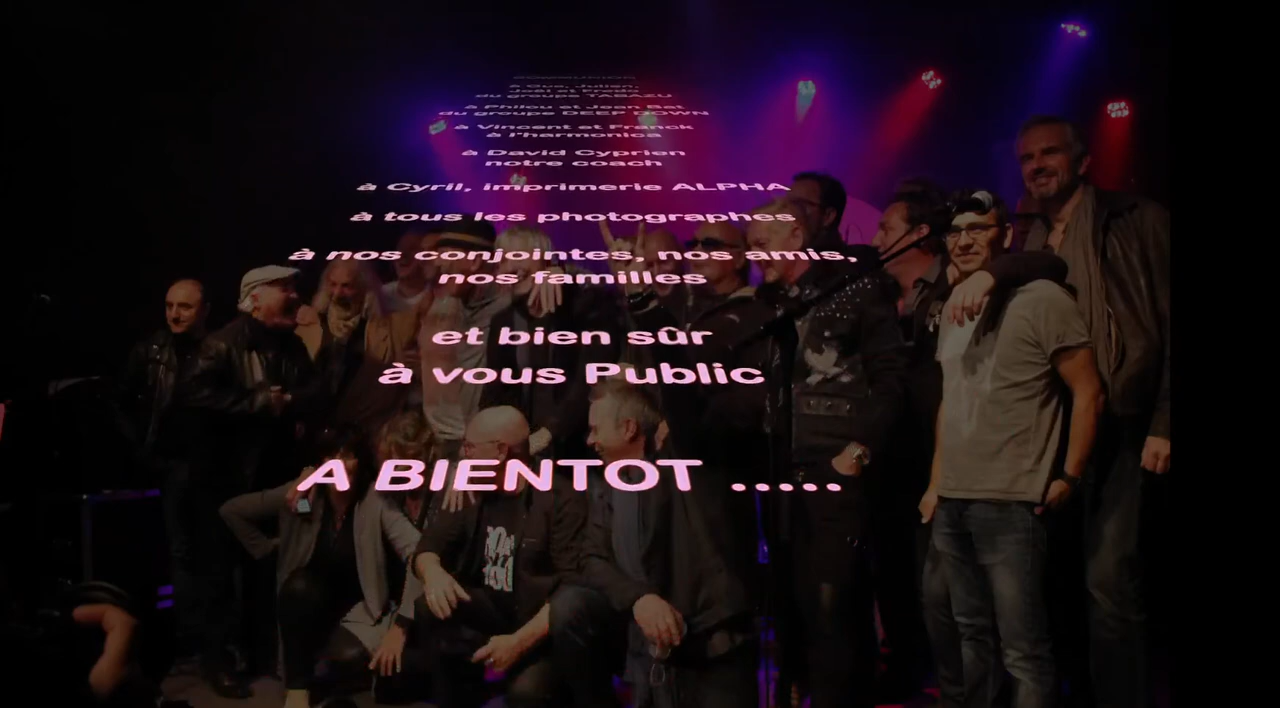 à Gus, Julien,
Joël et Fredo
du groupe TABAZU
à Philou et Jean Bat
du groupe DEEP DOWN
à Vincent et Franck
à l'harmonica
à David Cyprien
notre coach
à Cyril, imprimerie ALPHA
à tous les photographes
à nos conjointes, nos amis,
nos familles
et bien sûr
à vous Public
A BIENTOT .....